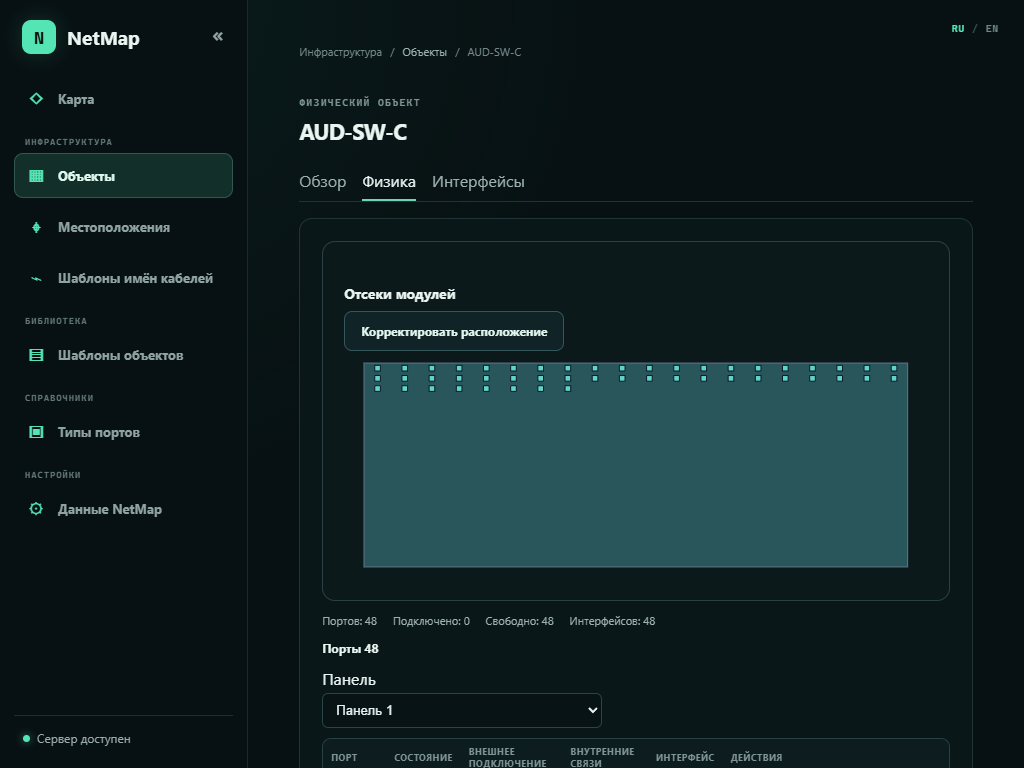 N NetMap «
RU / EN
Карта
ИНФРАСТРУКТУРА
Объекты
Местоположения
Шаблоны имён кабелей
БИБЛИОТЕКА
Шаблоны объектов
СПРАВОЧНИКИ
Типы портов
НАСТРОЙКИ
Данные NetMap
Сервер доступен
Инфраструктура / Объекты / AUD-SW-C
ФИЗИЧЕСКИЙ ОБЪЕКТ
AUD-SW-C
Обзор Физика Интерфейсы
Отсеки модулей
Корректировать расположение
Портов: 48 Подключено: 0 Свободно: 48 Интерфейсов: 48
Порты 48
Панель
Панель 1
ПОРТ СОСТОЯНИЕ ВНЕШНЕЕ ПОДКЛЮЧЕНИЕ ВНУТРЕННИЕ СВЯЗИ ИНТЕРФЕЙС ДЕЙСТВИЯ